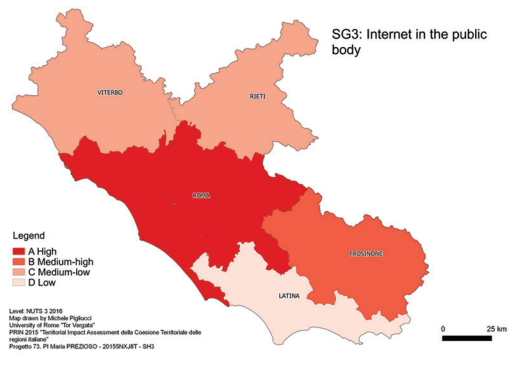 SG3: Internet in the public
body
VITERBO
RIETI
ROMA
FROSINONE
LATINA
Legend
A High
B Medium-high
C Medium-low
D Low
Level: NUTS 3 2016
Map drawn by Michele Pigliucci
University of Rome "Tor Vergata"
PRIN 2015 "Territorial Impact Assessment della Coesione Territoriale delle
regioni italiane"
Progetto 73. PI Maria PREZIOSO - 20155NXJ8T - SH3
0 25 km